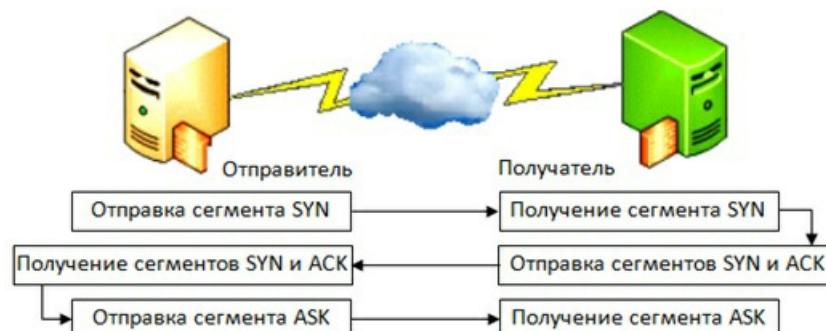 Отправитель
Получатель
Отправка сегмента SYN
Получение сегмента SYN
Получение сегментов SYN и ACK
Отправка сегментов SYN и ACK
Отправка сегмента ASK
Получение сегмента ASK